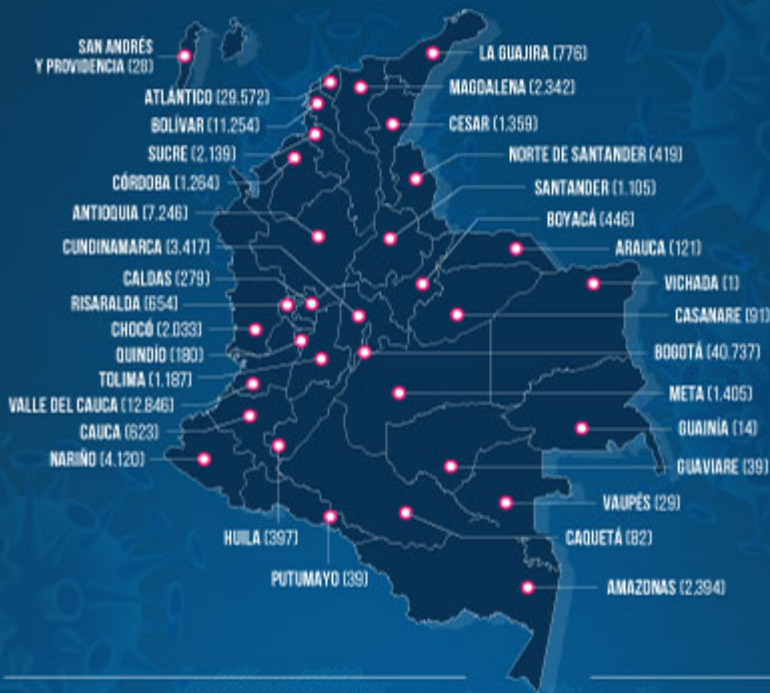 SAN ANDRÉS
Y PROVIDENCIA (28)
ATLÁNTICO (29.572)
BOLÍVAR (11.254)
SUCRE (2.139)
CÓRDOBA (1.264)
ANTIOQUIA (7.246)
CUNDINAMARCA (3.417)
CALDAS (279)
RISARALDA (654)
CHOCÓ (2.033)
QUINDÍO (180)
TOLIMA (1.187)
VALLE DEL CAUCA (12.846)
CAUCA (623)
NARIÑO (4.120)
HUILA (397)
PUTUMAYO (39)
LA GUAJIRA (776)
MAGDALENA (2.342)
CESAR (1.359)
NORTE DE SANTANDER (419)
SANTANDER (1.105)
BOYACÁ (446)
ARAUCA (121)
VICHADA (1)
CASANARE (91)
BOGOTÁ (40.737)
META (1.405)
GUAINÍA (14)
GUAVIARE (39)
VAUPÉS (29)
CAQUETÁ (82)
AMAZONAS (2.394)